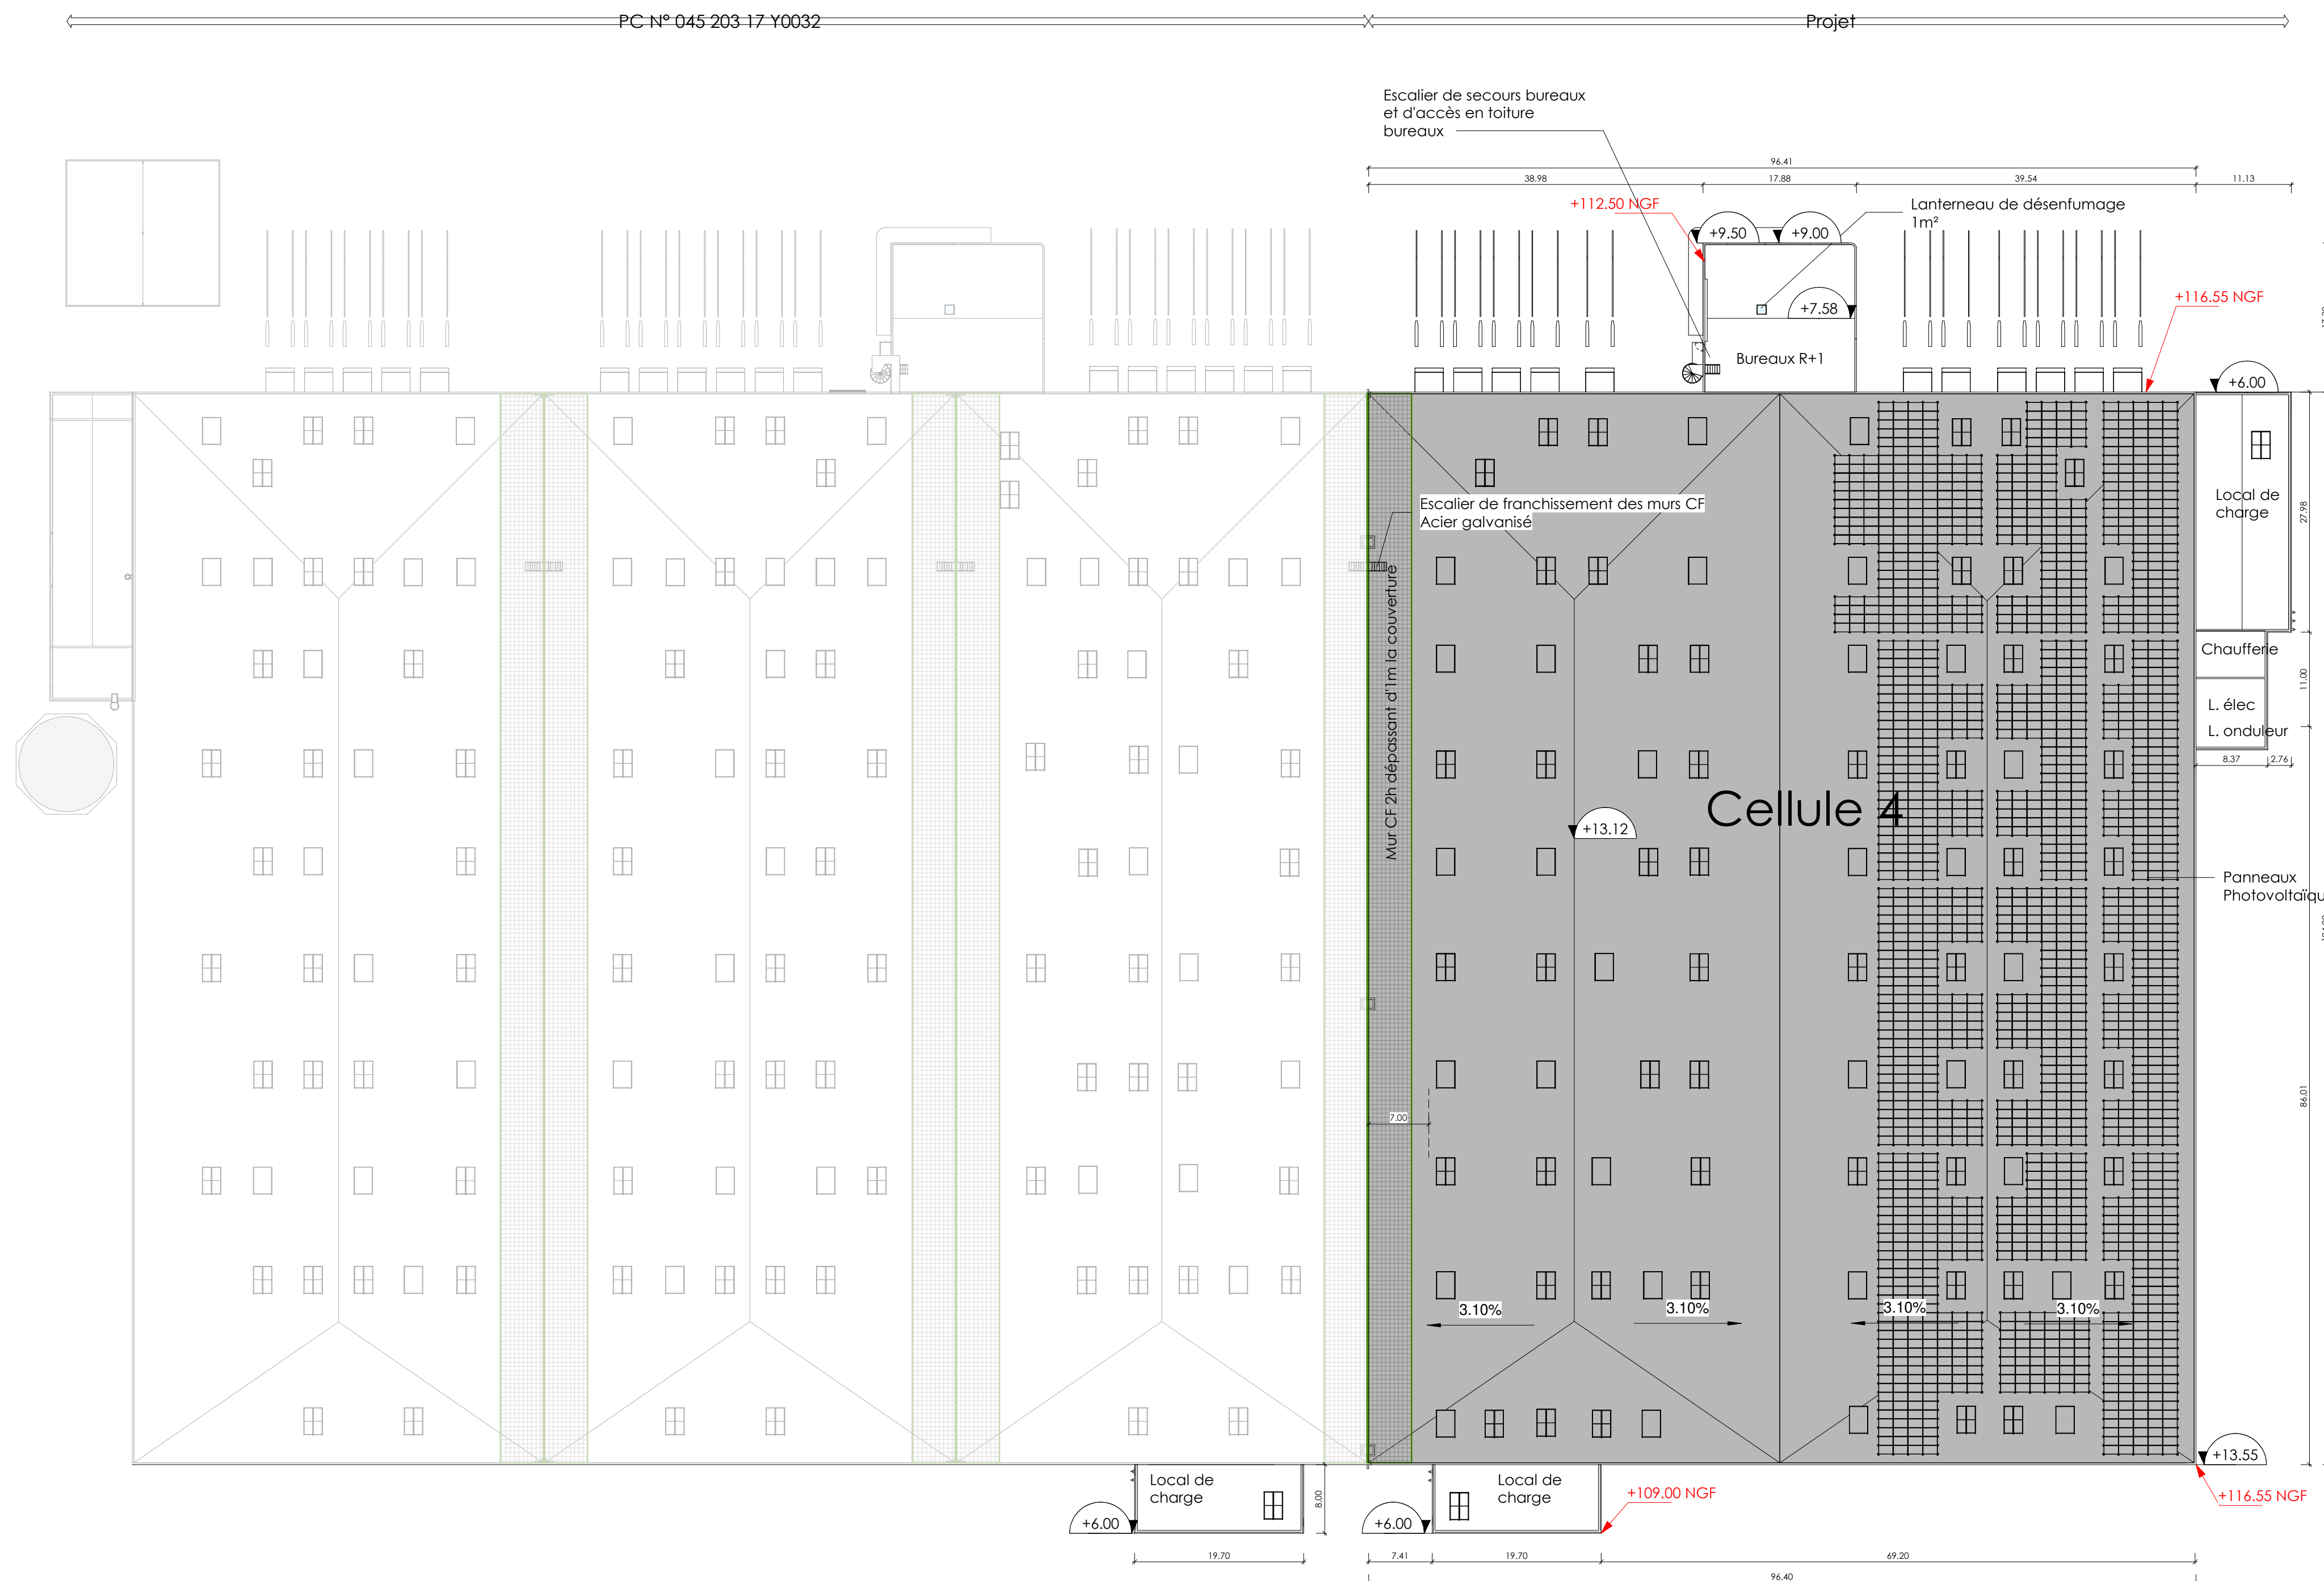 PC N° 045 203 17 Y0032
Projet
Escalier de secours bureaux
et d'accès en toiture
bureaux
96.41
38.98
17.88
39.54
11.13
+112.50 NGF
+9.50
+9.00
Lanterneau de désenfumage
1m²
+7.58
+116.55 NGF
Bureaux R+1
+6.00
Escalier de franchissement des murs CF
Acier galvanisé
Local de
charge
27.98
Mur CF 2h dépassant d'1m la couverture
Chaufferie
11.00
L. élec
L. onduleur
8.37
2.76
Cellule 4
+13.12
Panneaux
7.00
86.01
3.10%
3.10%
3.10%
3.10%
+13.55
+116.55 NGF
Local de
charge
8.00
+6.00
Local de
charge
+109.00 NGF
+6.00
19.70
7.41
19.70
69.20
96.40